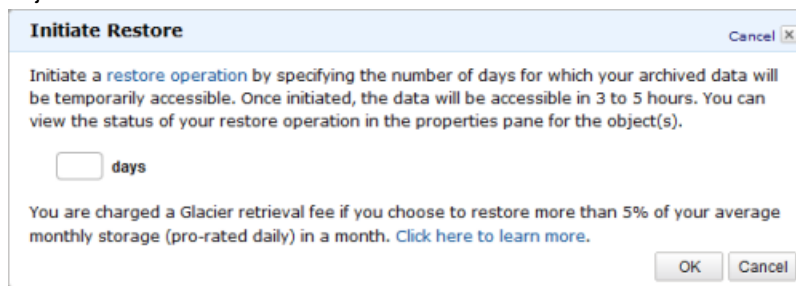 Initiate Restore
Cancel
Initiate a restore operation by specifying the number of days for which your archived data will
be temporarily accessible. Once initiated, the data will be accessible in 3 to 5 hours. You can
view the status of your restore operation in the properties pane for the object(s).
days
You are charged a Glacier retrieval fee if you choose to restore more than 5% of your average
monthly storage (pro-rated daily) in a month. Click here to learn more.
OK Cancel